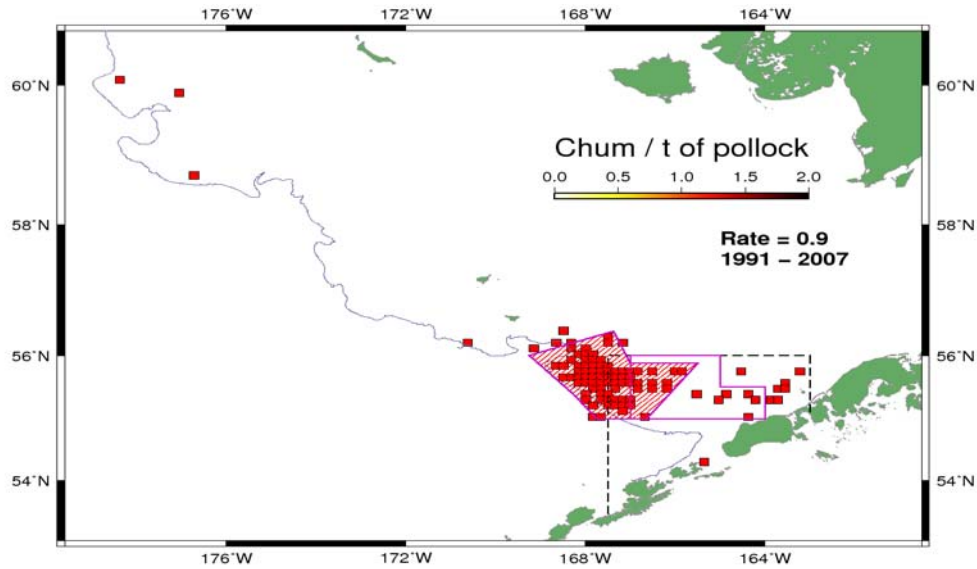 176˚W 172˚W 168˚W 164˚W
60˚N 60˚N
Chum / t of pollock
0.0 0.5 1.0 1.5 2.0
58˚N 58˚N
Rate = 0.9
1991 − 2007
56˚N 56˚N
54˚N 54˚N
176˚W 172˚W 168˚W 164˚W